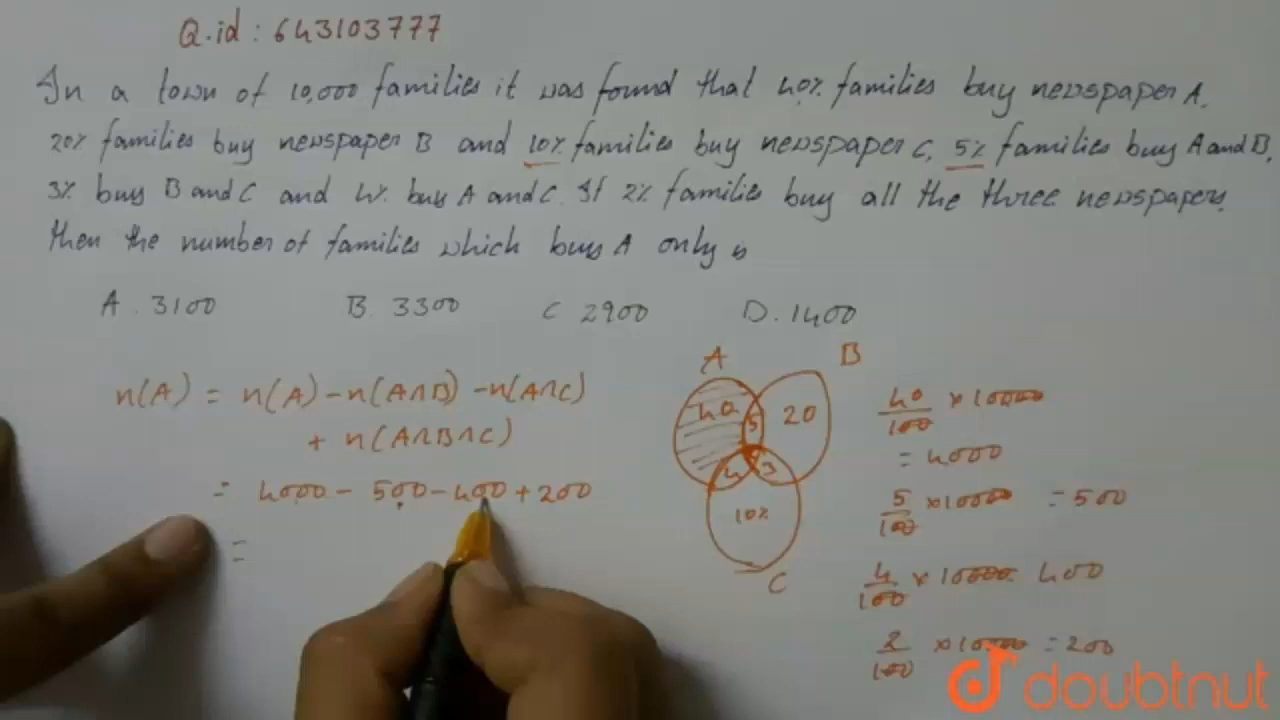 Q.id : 643103777
In a town of 10,000 families it was found that 40% families buy newspaper A,
20% families buy newspaper B and 10% families buy newspaper C, 5% families buy A and B,
3% buy B and C and 4% buy A and C. If 2% families buy all the three newspapers,
then the number of families which buys A only is
A . 3100 B. 3300 C 2900 D. 1400
n(A) = n(A) - n(A∩B) - n(A∩C)
+ n(A∩B∩C)
= 4000 - 500 - 400 + 200
=
A
B
40
5
20
4
3
10%
C
40/100 × 10000
= 4000
5/100 × 10000 = 500
4/100 × 10000 400
2/100 × 10000 = 200
doubtnut